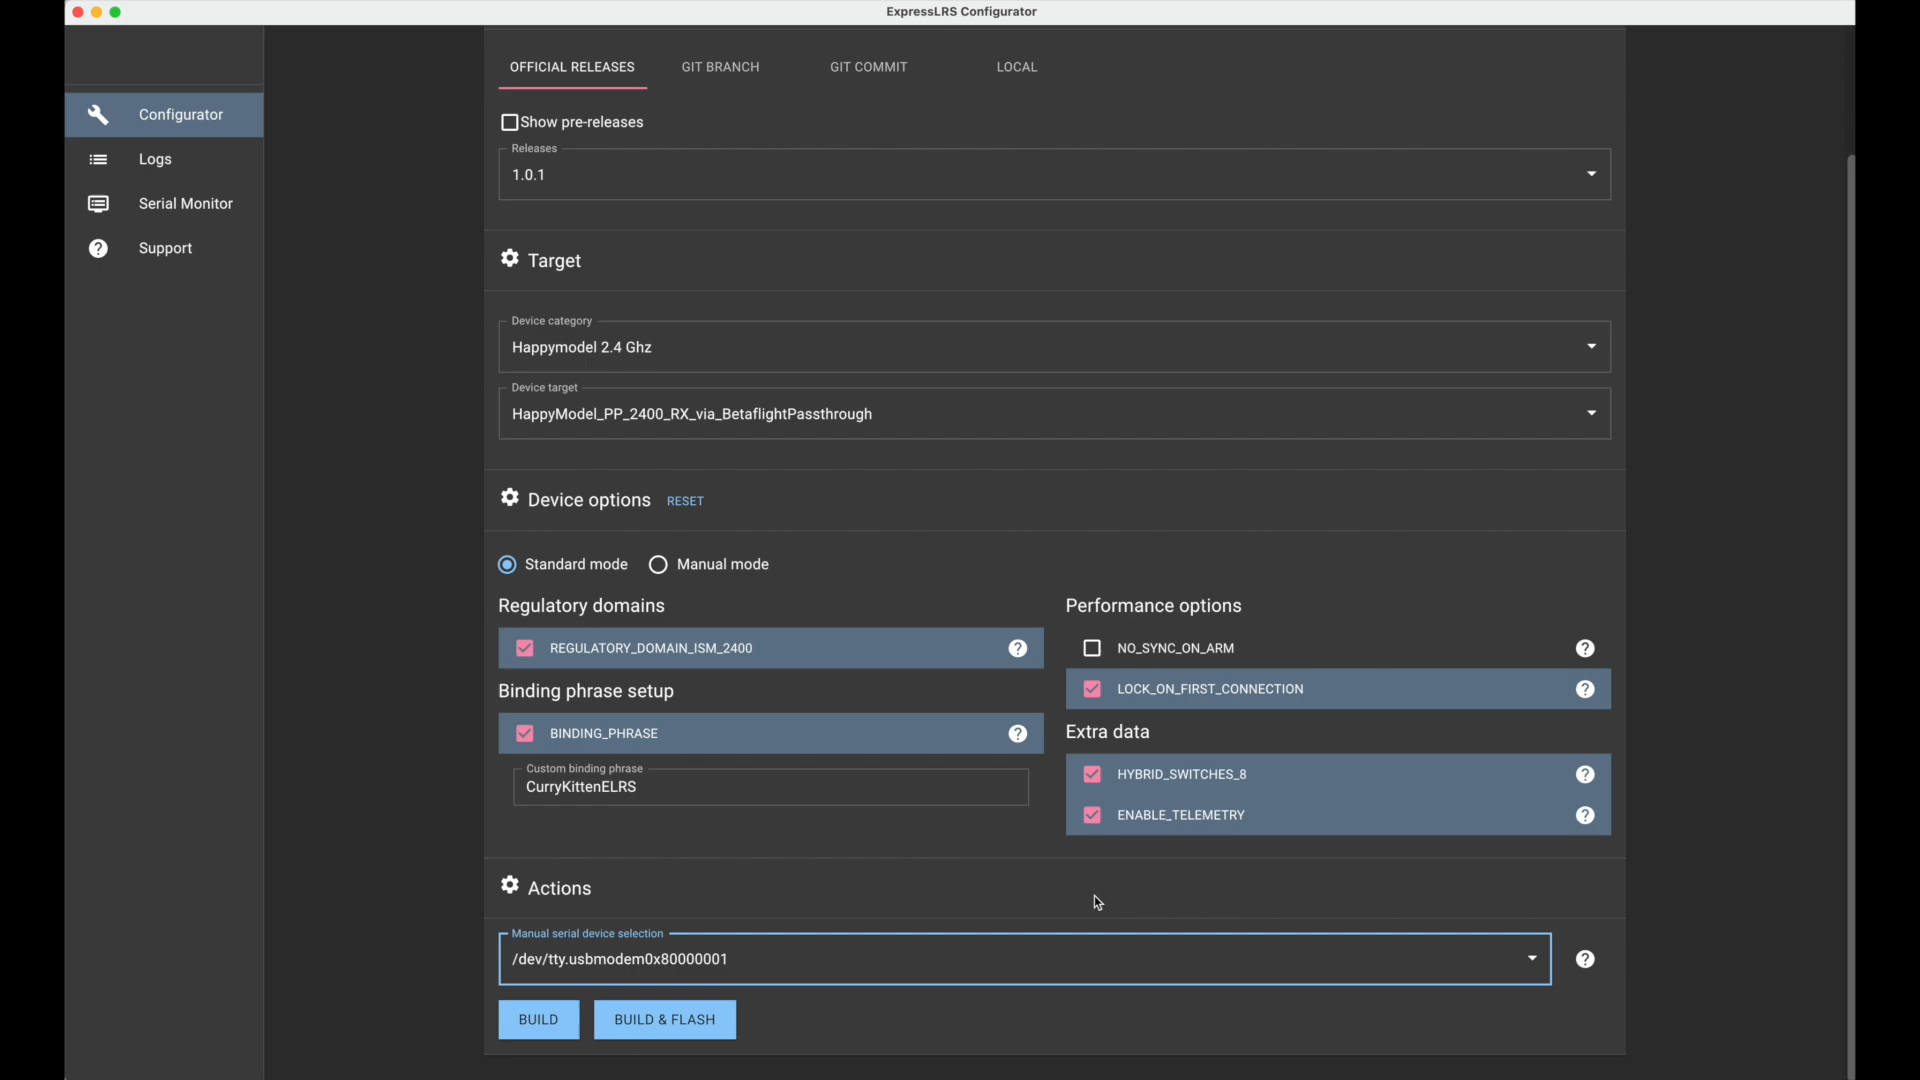 ExpressLRS Configurator
Configurator
Logs
Serial Monitor
Support
OFFICIAL RELEASES
GIT BRANCH
GIT COMMIT
LOCAL
Show pre-releases
Releases
1.0.1
Target
Device category
Happymodel 2.4 Ghz
Device target
HappyModel_PP_2400_RX_via_BetaflightPassthrough
Device options RESET
Standard mode
Manual mode
Regulatory domains
REGULATORY_DOMAIN_ISM_2400
Binding phrase setup
BINDING_PHRASE
Custom binding phrase
CurryKittenELRS
Performance options
NO_SYNC_ON_ARM
LOCK_ON_FIRST_CONNECTION
Extra data
HYBRID_SWITCHES_8
ENABLE_TELEMETRY
Actions
Manual serial device selection
/dev/tty.usbmodem0x80000001
BUILD
BUILD & FLASH